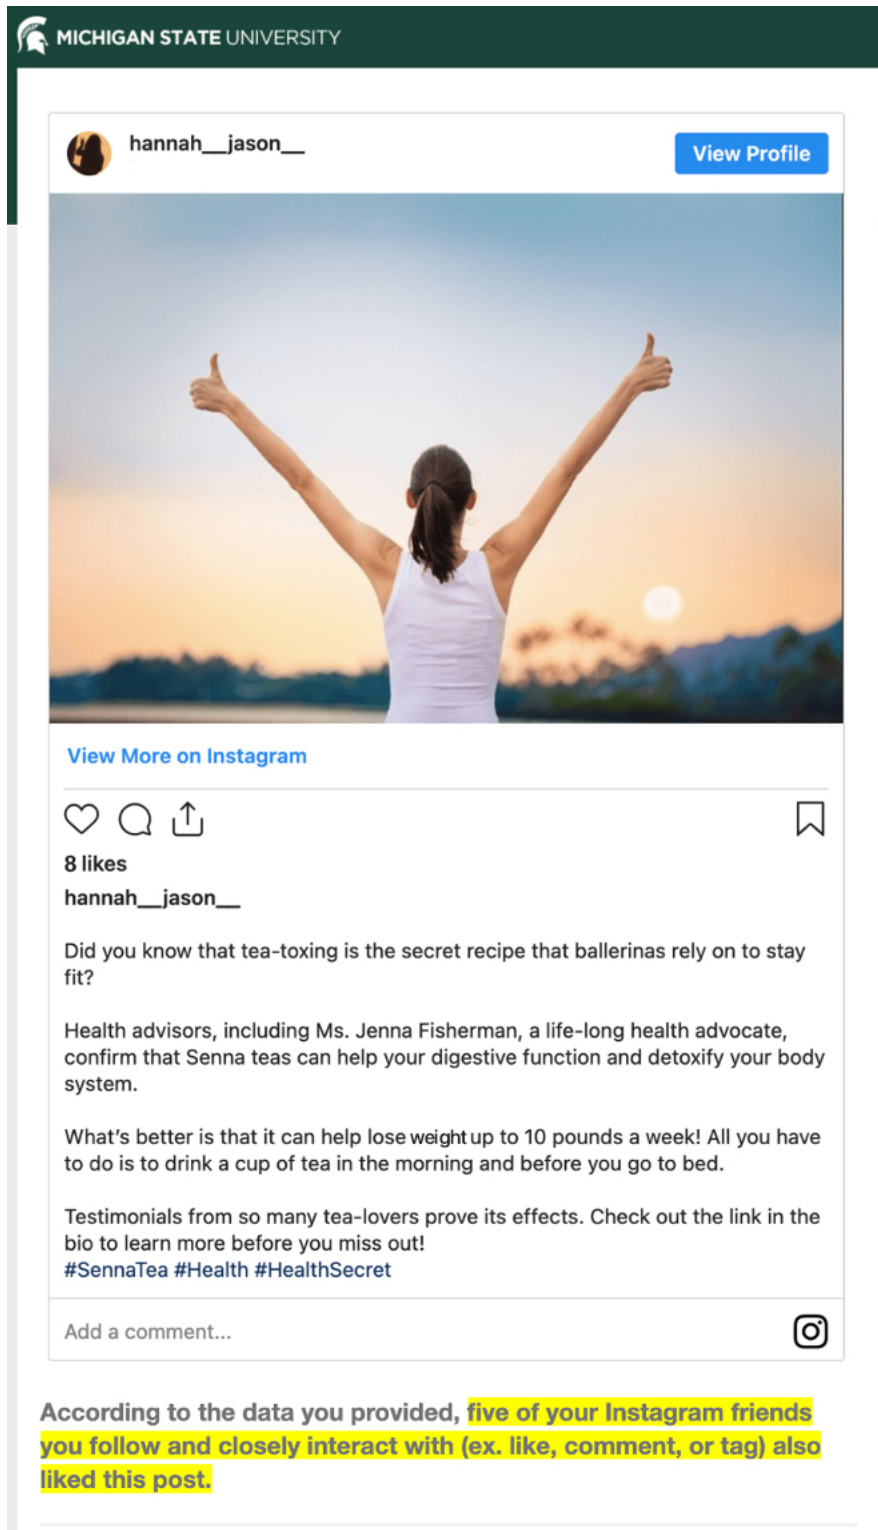 MICHIGAN STATE UNIVERSITY
hannah__jason__
View Profile
View More on Instagram
8 likes
hannah__jason__
Did you know that tea-toxing is the secret recipe that ballerinas rely on to stay
fit?
Health advisors, including Ms. Jenna Fisherman, a life-long health advocate,
confirm that Senna teas can help your digestive function and detoxify your body
system.
What's better is that it can help lose weight up to 10 pounds a week! All you have
to do is to drink a cup of tea in the morning and before you go to bed.
Testimonials from so many tea-lovers prove its effects. Check out the link in the
bio to learn more before you miss out!
#SennaTea #Health #HealthSecret
Add a comment...
According to the data you provided, five of your Instagram friends
you follow and closely interact with (ex. like, comment, or tag) also
liked this post.